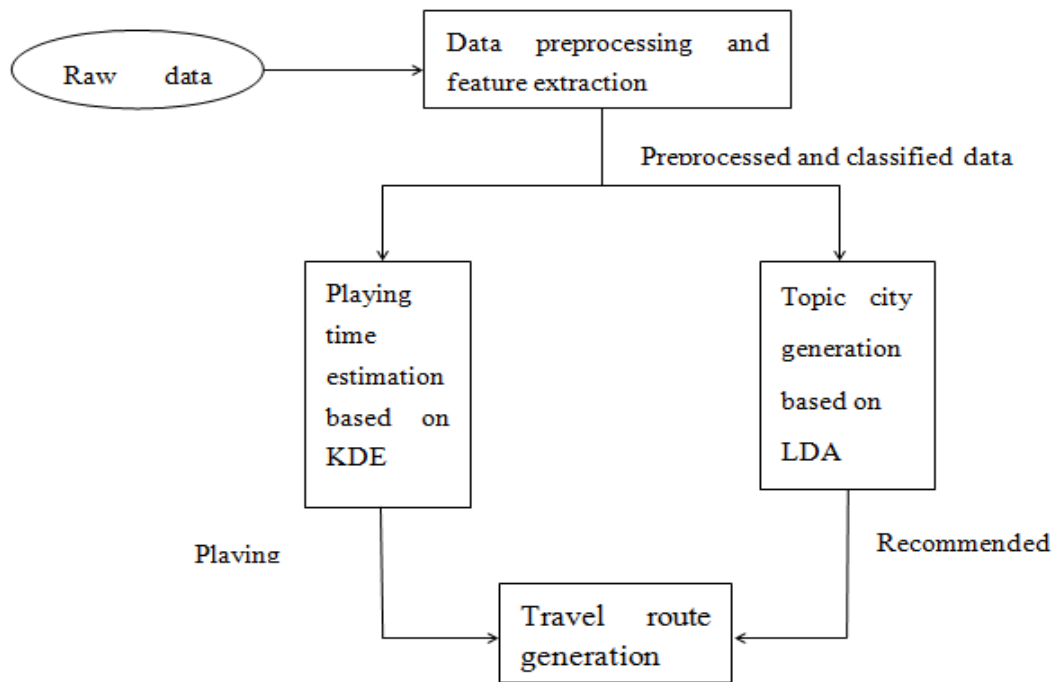 Raw data
Data preprocessing and
feature extraction
Preprocessed and classified data
Playing
time
estimation
based on
KDE
Topic city
generation
based on
LDA
Playing
Recommended
Travel route
generation